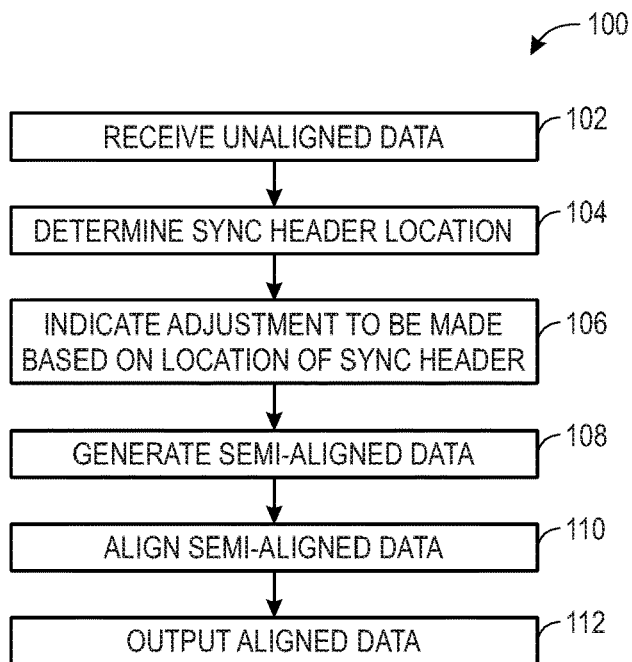 100
RECEIVE UNALIGNED DATA
102
DETERMINE SYNC HEADER LOCATION
104
INDICATE ADJUSTMENT TO BE MADE
BASED ON LOCATION OF SYNC HEADER
106
GENERATE SEMI-ALIGNED DATA
108
ALIGN SEMI-ALIGNED DATA
110
OUTPUT ALIGNED DATA
112